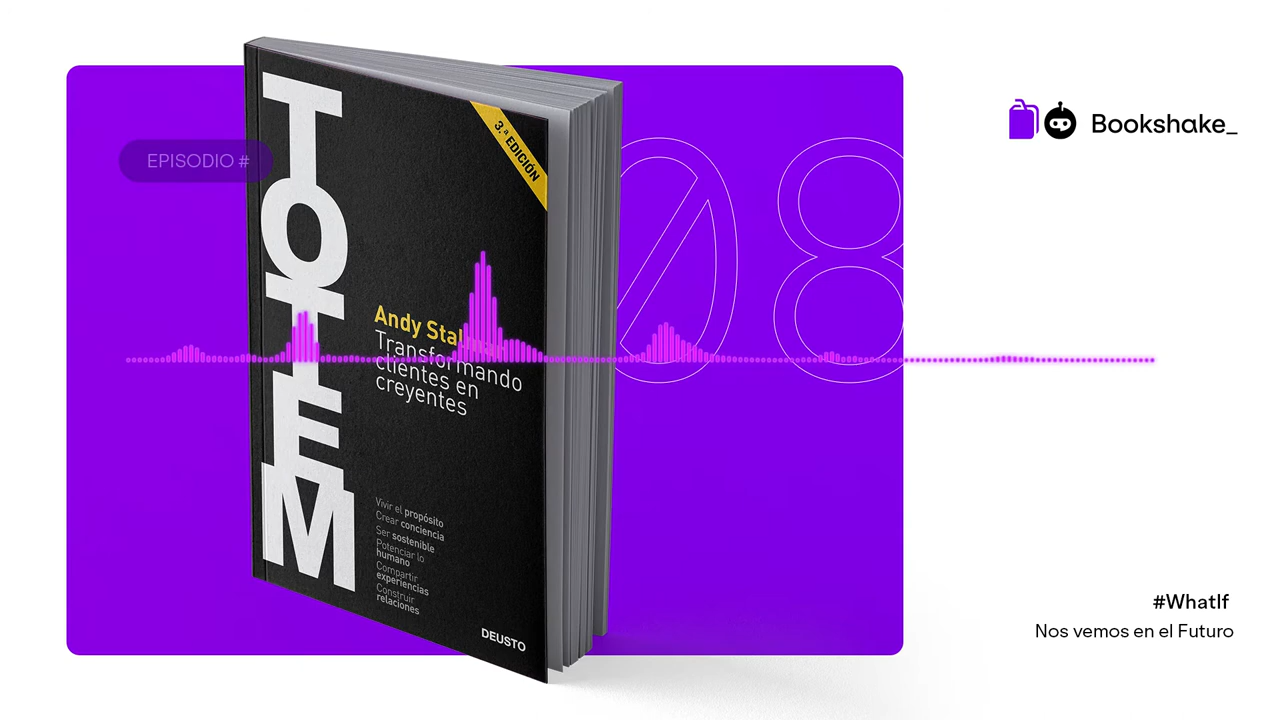 EPISODIO #
08
TOTEM
3.ª EDICIÓN
Andy
Transformando
clientes en
creyentes
Vivir el propósito
Crear conciencia
Ser sostenible
Potenciar lo
humano
Compartir
experiencias
Construir
relaciones
DEUSTO
Bookshake_
#WhatIf
Nos vemos en el Futuro